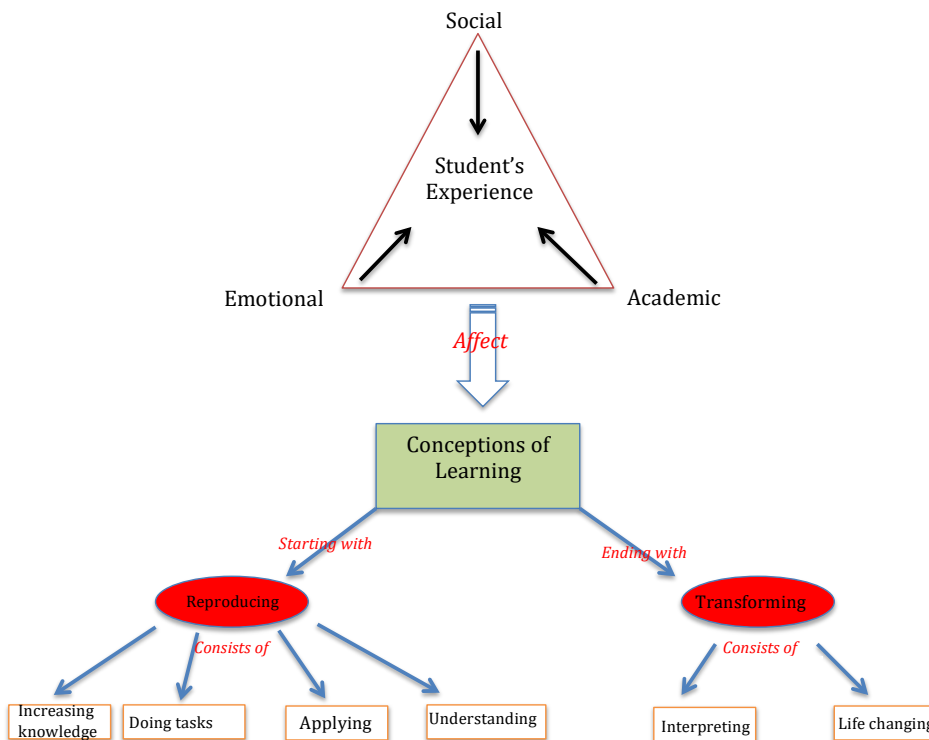 Social
Student’s
Experience
Emotional
Academic
Affect
Conceptions of
Learning
Starting with
Ending with
Reproducing
Transforming
Consists of
Consists of
Increasing
knowledge
Doing tasks
Applying
Understanding
Interpreting
Life changing